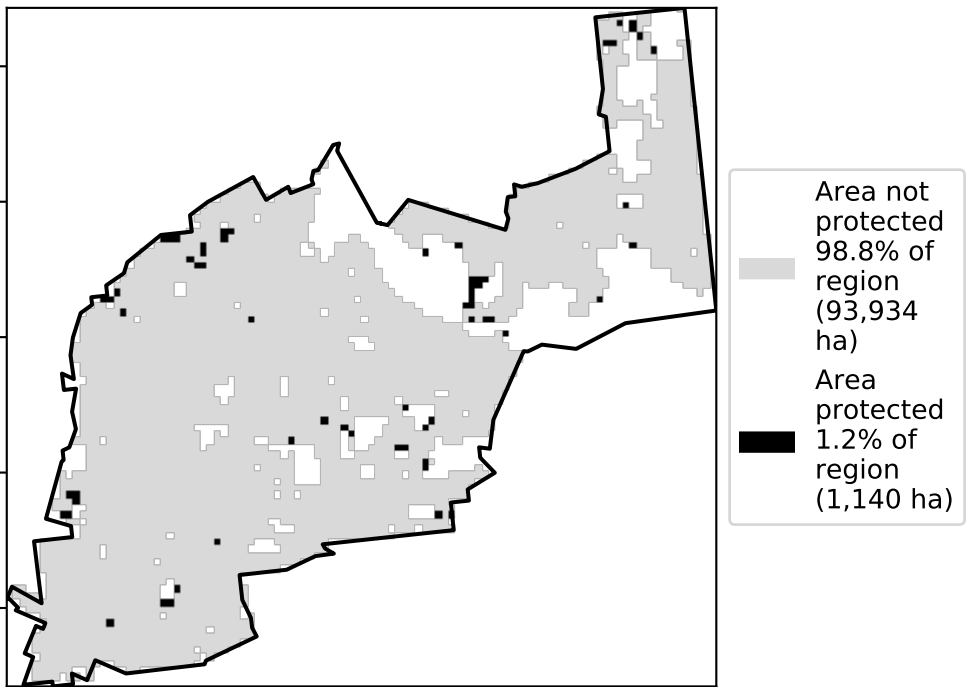 Area not
protected
98.8% of
region
(93,934
ha)
Area
protected
1.2% of
region
(1,140 ha)